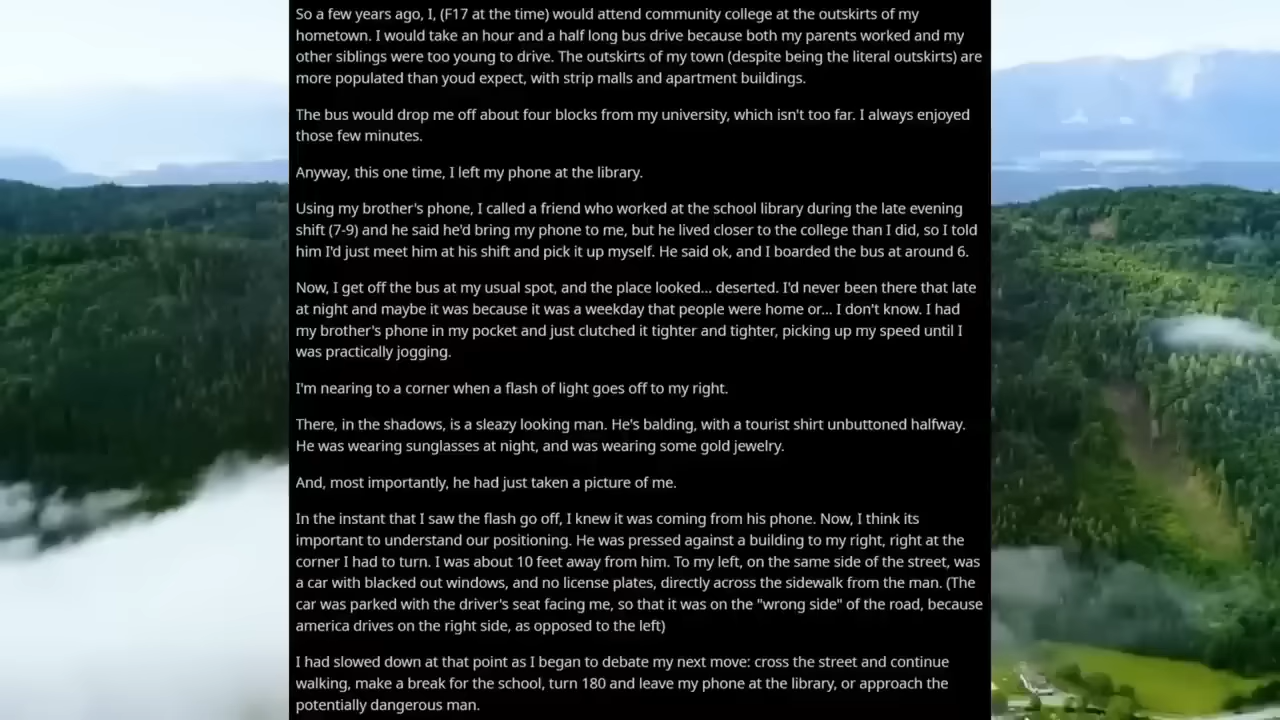 So a few years ago, I, (F17 at the time) would attend community college at the outskirts of my
hometown. I would take an hour and a half long bus drive because both my parents worked and my
other siblings were too young to drive. The outskirts of my town (despite being the literal outskirts) are
more populated than youd expect, with strip malls and apartment buildings.
The bus would drop me off about four blocks from my university, which isn't too far. I always enjoyed
those few minutes.
Anyway, this one time, I left my phone at the library.
Using my brother's phone, I called a friend who worked at the school library during the late evening
shift (7-9) and he said he'd bring my phone to me, but he lived closer to the college than I did, so I told
him I'd just meet him at his shift and pick it up myself. He said ok, and I boarded the bus at around 6.
Now, I get off the bus at my usual spot, and the place looked... deserted. I'd never been there that late
at night and maybe it was because it was a weekday that people were home or... I don't know. I had
my brother's phone in my pocket and just clutched it tighter and tighter, picking up my speed until I
was practically jogging.
I'm nearing to a corner when a flash of light goes off to my right.
There, in the shadows, is a sleazy looking man. He's balding, with a tourist shirt unbuttoned halfway.
He was wearing sunglasses at night, and was wearing some gold jewelry.
And, most importantly, he had just taken a picture of me.
In the instant that I saw the flash go off, I knew it was coming from his phone. Now, I think its
important to understand our positioning. He was pressed against a building to my right, right at the
corner I had to turn. I was about 10 feet away from him. To my left, on the same side of the street, was
a car with blacked out windows, and no license plates, directly across the sidewalk from the man. (The
car was parked with the driver's seat facing me, so that it was on the "wrong side" of the road, because
america drives on the right side, as opposed to the left)
I had slowed down at that point as I began to debate my next move: cross the street and continue
walking, make a break for the school, turn 180 and leave my phone at the library, or approach the
potentially dangerous man.